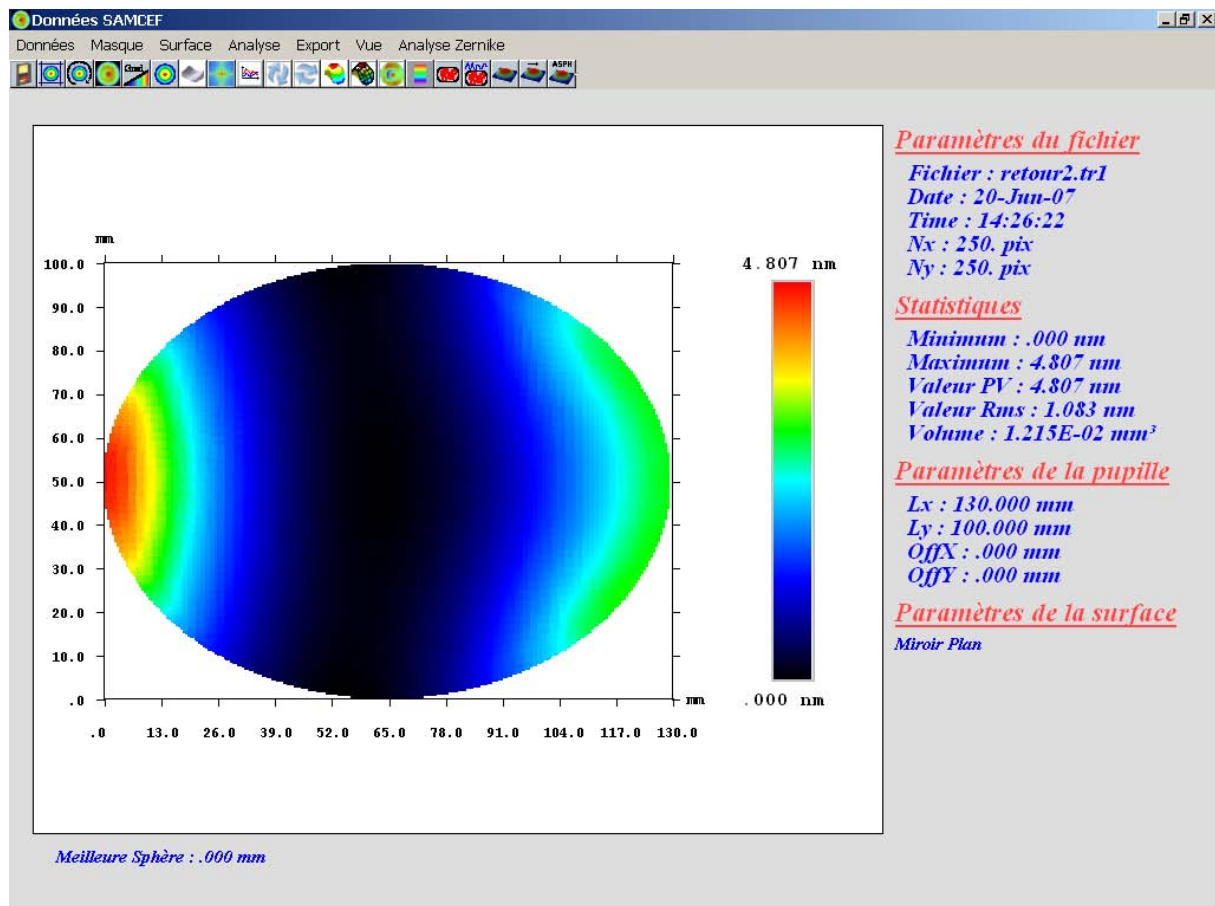 Données SAMCEF
Données Masque Surface Analyse Export Vue Analyse Zernike
Grad.
ASPH
mm
100.0
90.0
80.0
70.0
60.0
50.0
40.0
30.0
20.0
10.0
.0
mm
.0 13.0 26.0 39.0 52.0 65.0 78.0 91.0 104.0 117.0 130.0
4.807 nm
.000 nm
Paramètres du fichier
Fichier : retour2.tr1
Date : 20-Jun-07
Time : 14:26:22
Nx : 250. pix
Ny : 250. pix
Statistiques
Minimum : .000 nm
Maximum : 4.807 nm
Valeur PV : 4.807 nm
Valeur Rms : 1.083 nm
Volume : 1.215E-02 mm³
Paramètres de la pupille
Lx : 130.000 mm
Ly : 100.000 mm
OffX : .000 mm
OffY : .000 mm
Paramètres de la surface
Miroir Plan
Meilleure Sphère : .000 mm